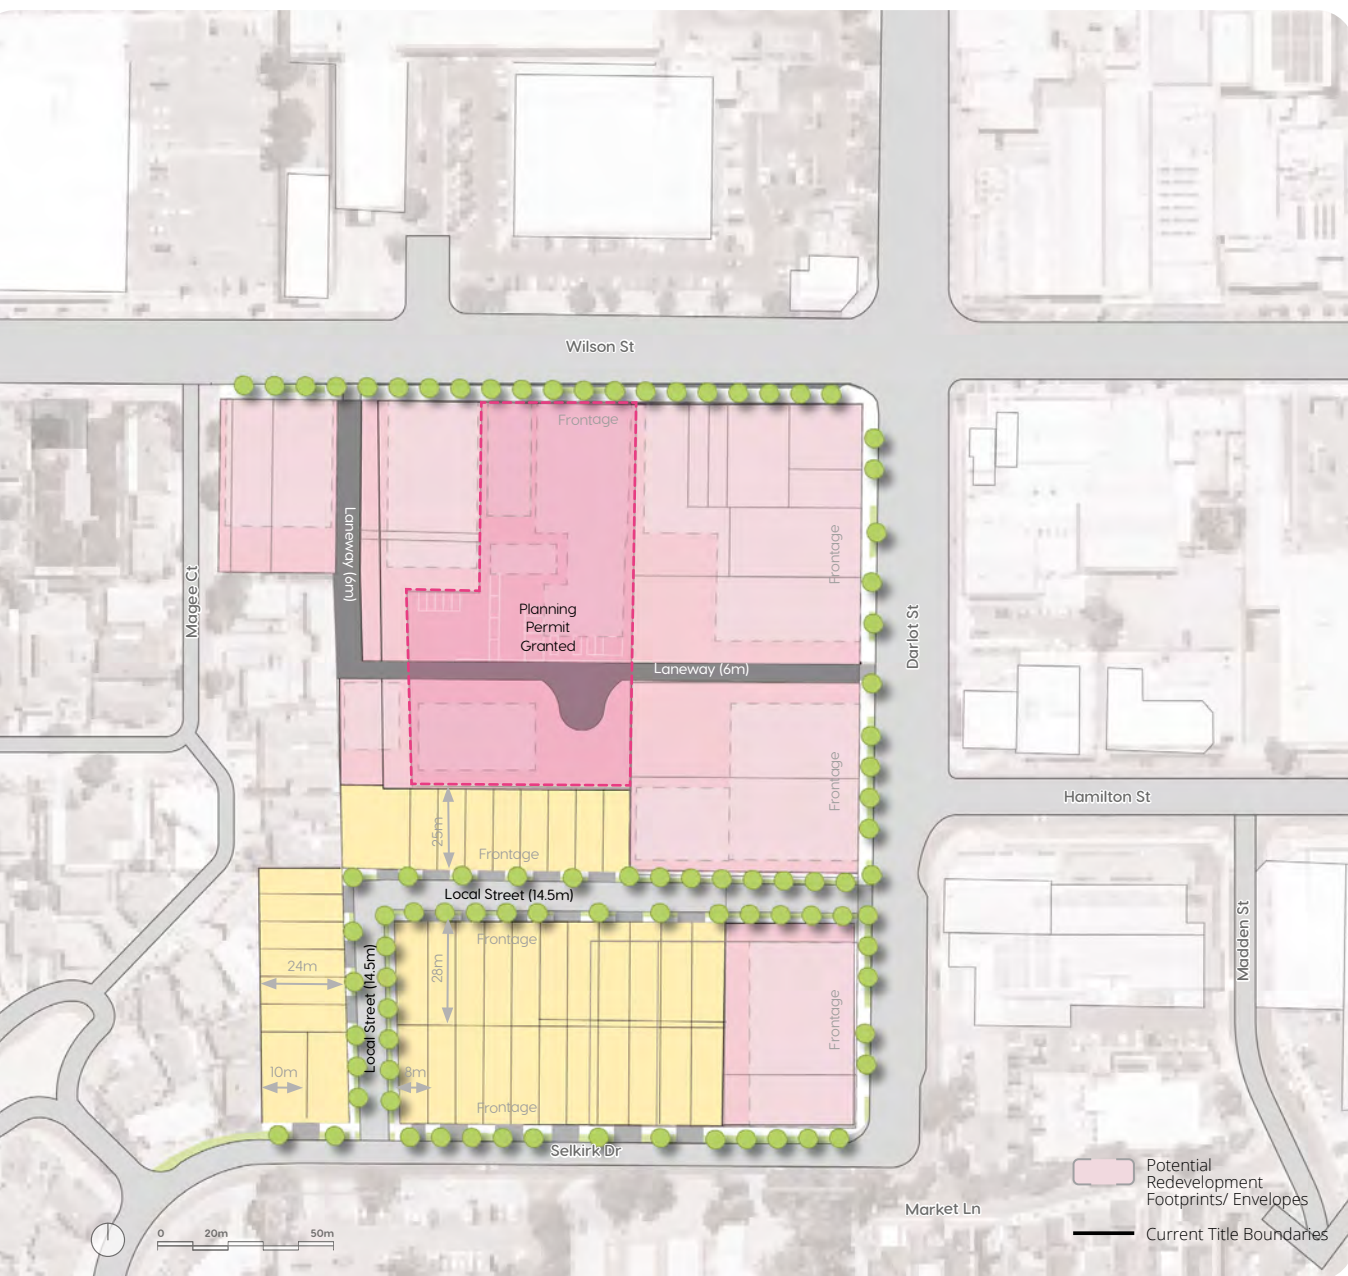 Wilson St
Frontage
Laneway (6m)
Frontage
Magee Ct
Planning
Permit
Granted
Darlot St
Laneway (6m)
Frontage
Hamilton St
25m
Frontage
Local Street (14.5m)
Frontage
28m
24m
Local Street (14.5m)
Frontage
Madden St
10m
8m
Frontage
Selkirk Dr
Market Ln
Potential
Redevelopment
Footprints/ Envelopes
Current Title Boundaries
0 20m 50m